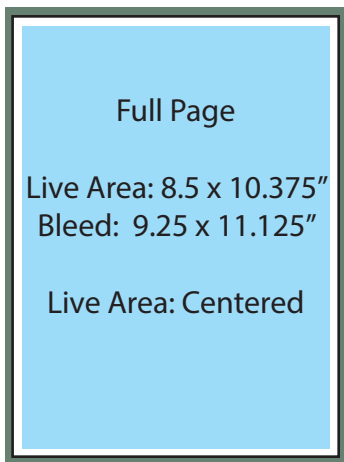 Full Page
Live Area: 8.5 x 10.375”
Bleed:  9.25 x 11.125”
Live Area: Centered